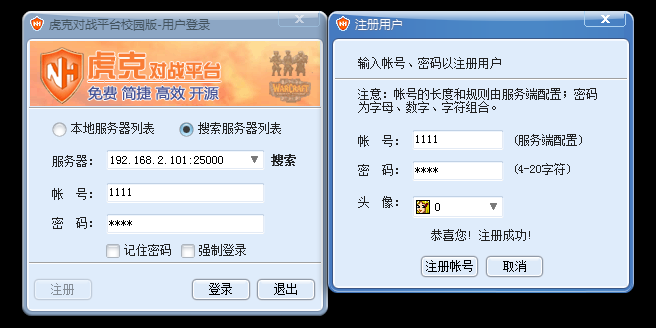 虎克对战平台校园版-用户登录
NH
虎克对战平台
免费 简捷 高效 开源
WARCRAFT
本地服务器列表
搜索服务器列表
服务器： 192.168.2.101:25000 搜索
帐 号： 1111
密 码： ****
记住密码 强制登录
注册 登录 退出
注册用户
输入帐号、密码以注册用户
注意：帐号的长度和规则由服务端配置；密码
为字母、数字、字符组合。
帐 号： 1111 (服务端配置)
密 码： **** (4-20字符)
头 像： 0
恭喜您！注册成功!
注册帐号 取消